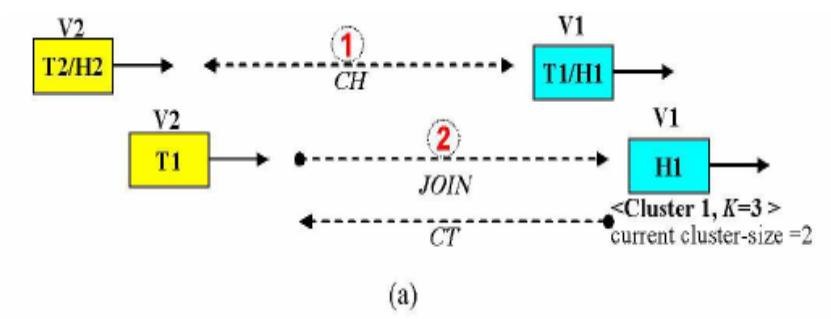 V2
T2/H2
1
CH
V1
T1/H1
V2
T1
2
JOIN
CT
V1
H1
<Cluster 1, K=3 >
current cluster-size =2
(a)